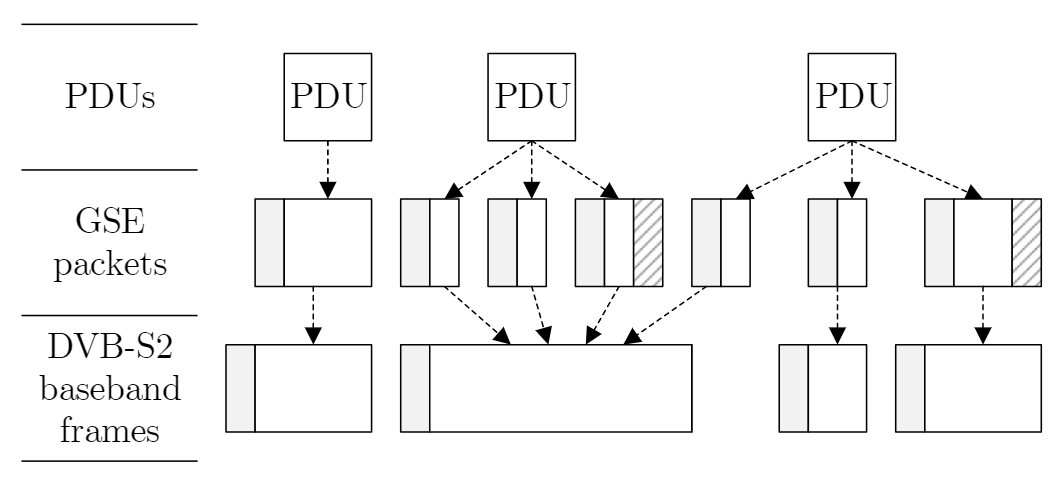 PDUs
PDU
PDU
PDU
GSE
packets
DVB-S2
baseband
frames